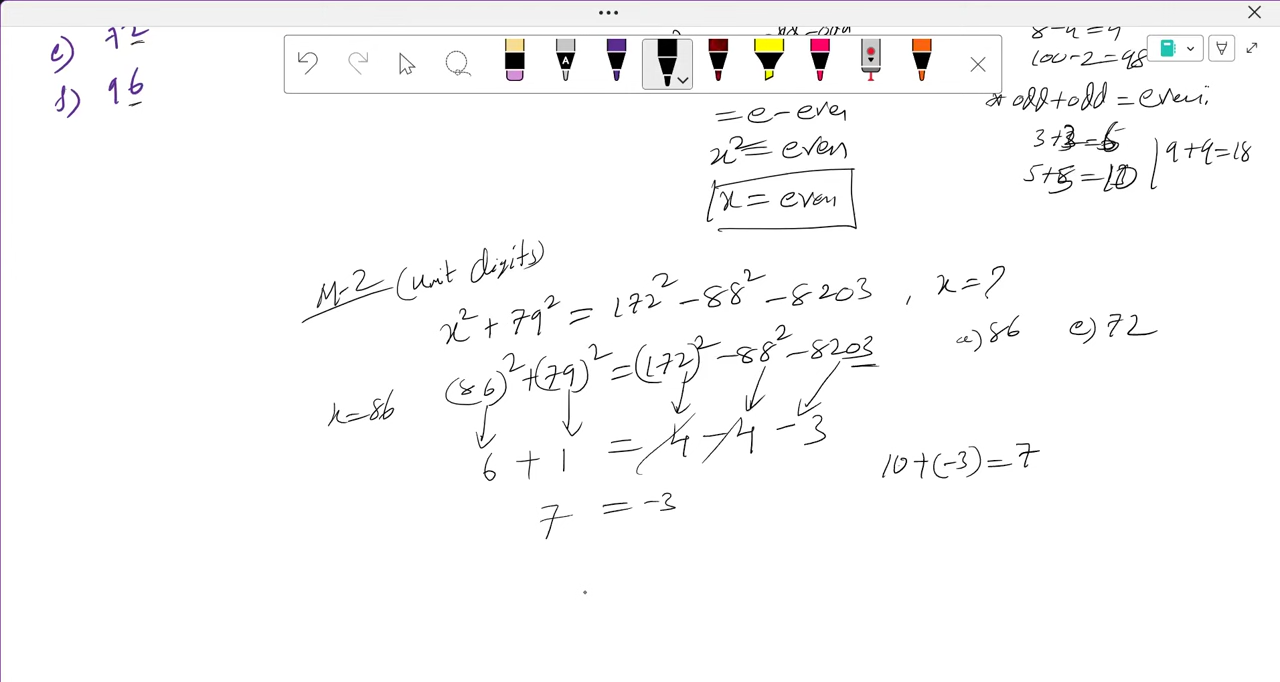 e) 72
f) 96
8-4=4
100-2=98
= e-even
x²= even
x = even
* odd+odd = even.
3+3=6
5+5=10 | 9+9=18
M-2 (unit digits)
x² + 79² = 172² - 88² - 8203 , x = ?
a) 86 e) 72
x=86 (86)² + (79)² = (172)² - 88² - 8203
6 + 1 = 4 - 4 - 3
10+(-3)=7
7 = -3